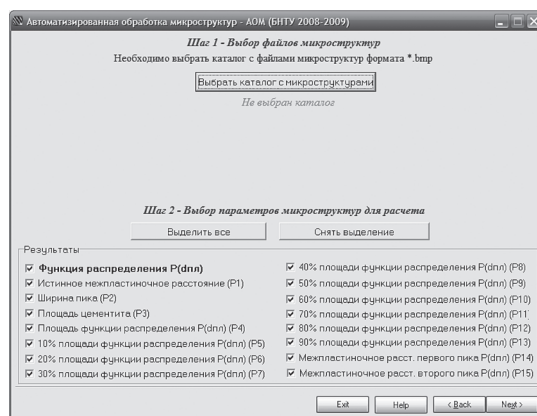 Автоматизированная обработка микроструктур - АОМ (БНТУ 2008-2009)
Шаг 1 - Выбор файлов микроструктур
Необходимо выбрать каталог с файлами микроструктур формата *.bmp
Выбрать каталог с микроструктурами
Не выбран каталог
Шаг 2 - Выбор параметров микроструктур для расчета
Выделить все
Снять выделение
Результаты
Функция распределения P(dпл)
Истинное межпластиночное расстояние (P1)
Ширина пика (P2)
Площадь цементита (P3)
Площадь функции распределения P(dпл) (P4)
10% площади функции распределения P(dпл) (P5)
20% площади функции распределения P(dпл) (P6)
30% площади функции распределения P(dпл) (P7)
40% площади функции распределения P(dпл) (P8)
50% площади функции распределения P(dпл) (P9)
60% площади функции распределения P(dпл) (P10)
70% площади функции распределения P(dпл) (P11)
80% площади функции распределения P(dпл) (P12)
90% площади функции распределения P(dпл) (P13)
Межпластиночное расст. первого пика P(dпл) (P14)
Межпластиночное расст. второго пика P(dпл) (P15)
Exit
Help
< Back
Next >